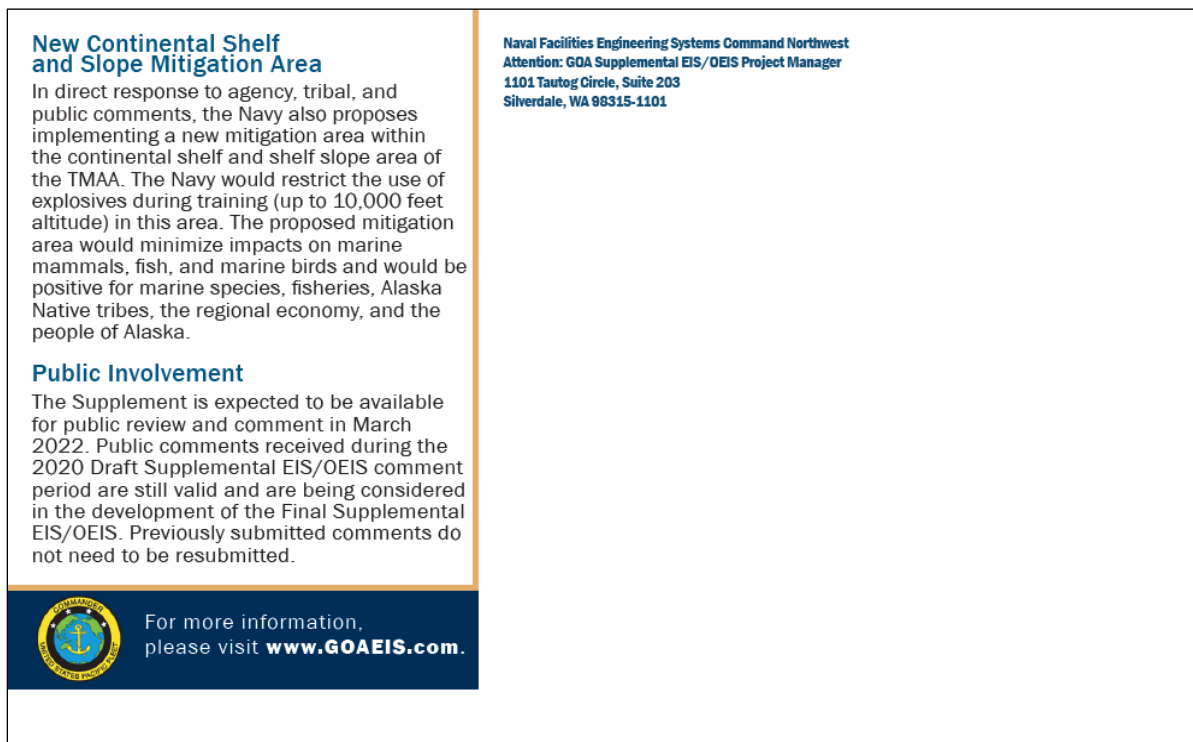 New Continental Shelf
and Slope Mitigation Area
In direct response to agency, tribal, and
public comments, the Navy also proposes
implementing a new mitigation area within
the continental shelf and shelf slope area of
the TMAA. The Navy would restrict the use of
explosives during training (up to 10,000 feet
altitude) in this area. The proposed mitigation
area would minimize impacts on marine
mammals, fish, and marine birds and would be
positive for marine species, fisheries, Alaska
Native tribes, the regional economy, and the
people of Alaska.
Public Involvement
The Supplement is expected to be available
for public review and comment in March
2022. Public comments received during the
2020 Draft Supplemental EIS/OEIS comment
period are still valid and are being considered
in the development of the Final Supplemental
EIS/OEIS. Previously submitted comments do
not need to be resubmitted.
COMMANDER
UNITED STATES PACIFIC FLEET
For more information,
please visit www.GOAEIS.com.
Naval Facilities Engineering Systems Command Northwest
Attention: GOA Supplemental EIS/OEIS Project Manager
1101 Tautog Circle, Suite 203
Silverdale, WA 98315-1101